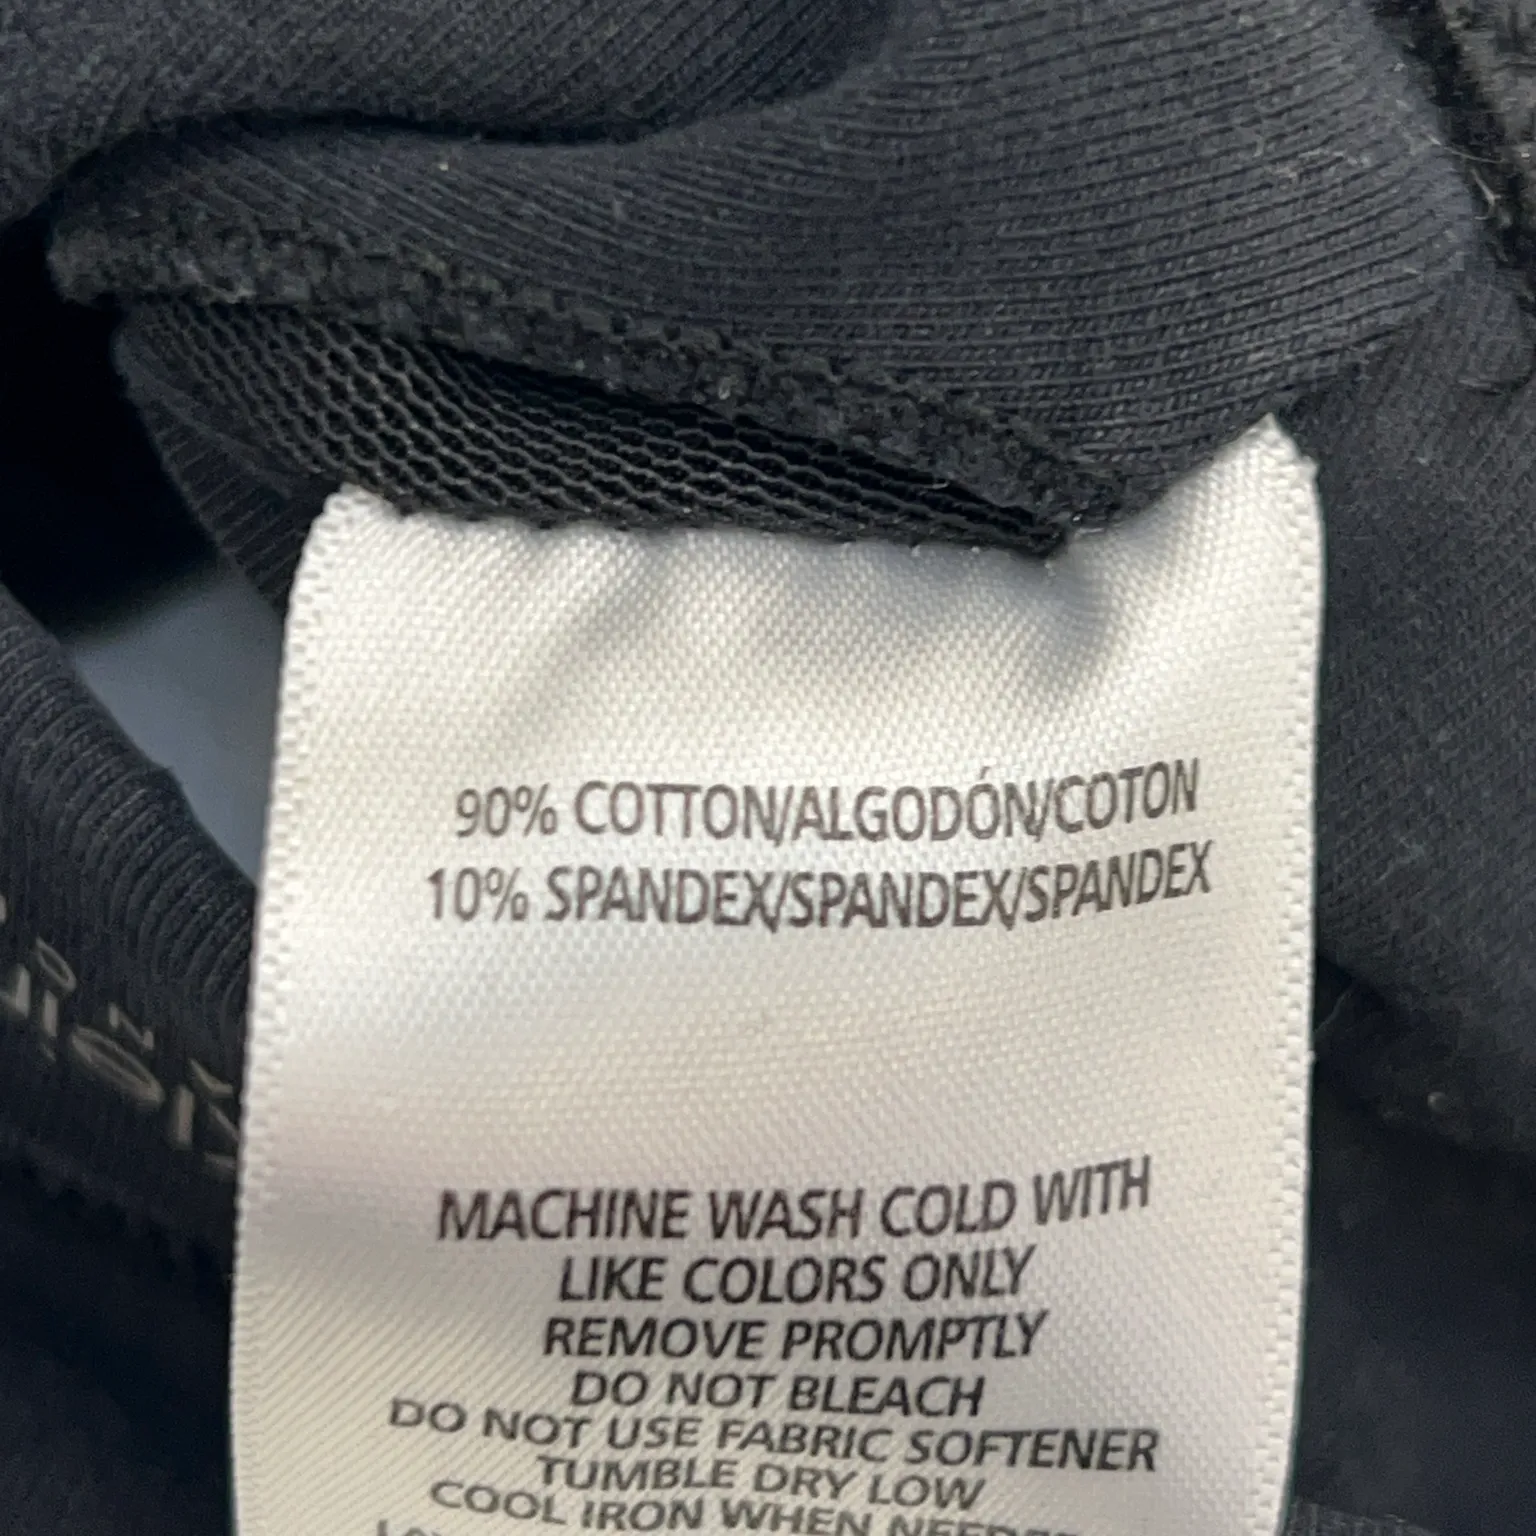 90% COTTON/ALGODÓN/COTON
10% SPANDEX/SPANDEX/SPANDEX
MACHINE WASH COLD WITH
LIKE COLORS ONLY
REMOVE PROMPTLY
DO NOT BLEACH
DO NOT USE FABRIC SOFTENER
TUMBLE DRY LOW
COOL IRON WHEN